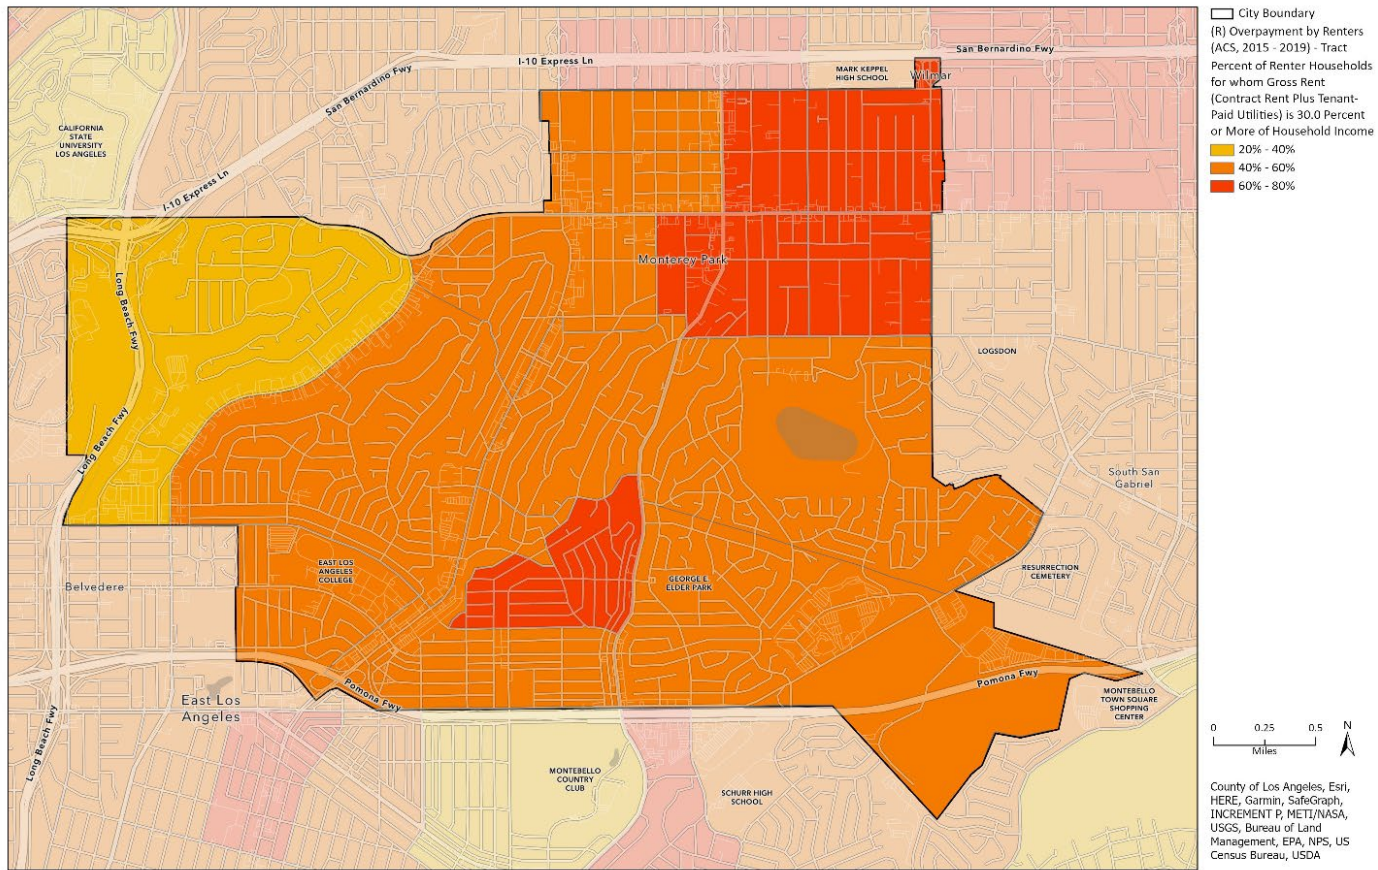 City Boundary
(R) Overpayment by Renters
(ACS, 2015 - 2019) - Tract
Percent of Renter Households
for whom Gross Rent
(Contract Rent Plus Tenant-
Paid Utilities) is 30.0 Percent
or More of Household Income
20% - 40%
40% - 60%
60% - 80%
San Bernardino Fwy
I-10 Express Ln
MARK KEPPEL
HIGH SCHOOL
Wilmar
San Bernardino Fwy
CALIFORNIA
STATE
UNIVERSITY
LOS ANGELES
I-10 Express Ln
Monterey Park
Long Beach Fwy
LOGSDON
Long Beach Fwy
South San
Gabriel
EAST LOS
ANGELES
COLLEGE
GEORGE E
ELDER PARK
RESURRECTION
CEMETERY
Belvedere
Pomona Fwy
Pomona Fwy
East Los
Angeles
MONTEBELLO
TOWN SQUARE
SHOPPING
CENTER
Long Beach Fwy
MONTEBELLO
COUNTRY
CLUB
SCHURR HIGH
SCHOOL
0 0.25 0.5
Miles
N
County of Los Angeles, Esri,
HERE, Garmin, SafeGraph,
INCREMENT P, METI/NASA,
USGS, Bureau of Land
Management, EPA, NPS, US
Census Bureau, USDA